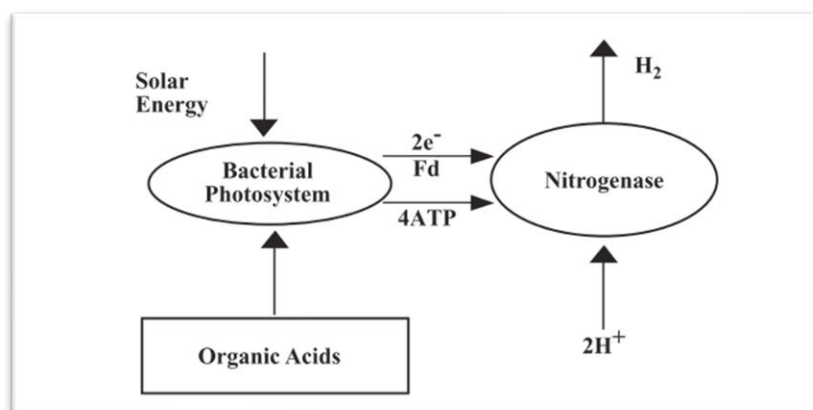 Solar
Energy
H₂
2e⁻
Fd
Bacterial
Photosystem
Nitrogenase
4ATP
Organic Acids
2H⁺